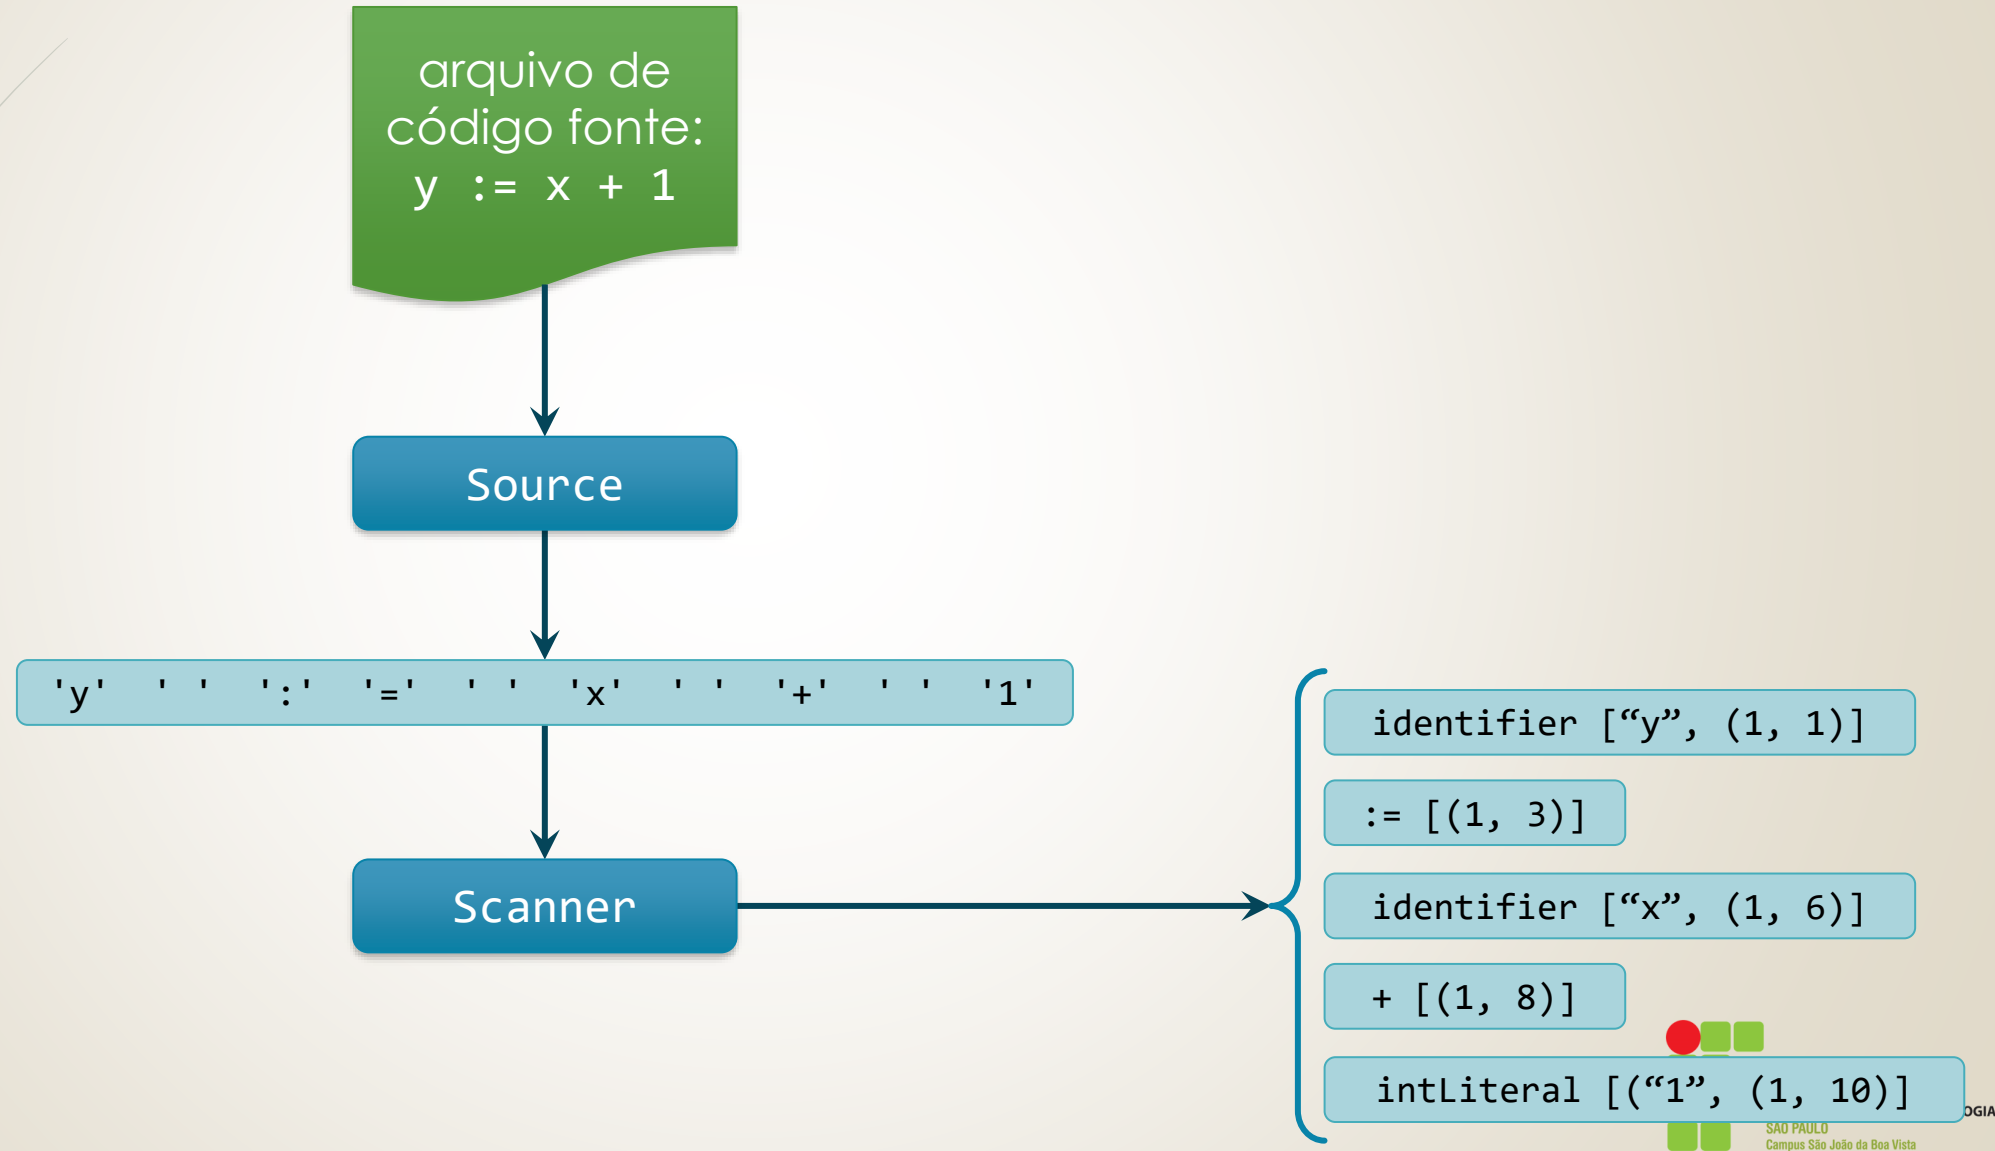 arquivo de
código fonte:
y := x + 1
Source
'y' ' ' ':' '=' ' ' 'x' ' ' '+' ' ' '1'
Scanner
identifier [“y”, (1, 1)]
:= [(1, 3)]
identifier [“x”, (1, 6)]
+ [(1, 8)]
intLiteral [(“1”, (1, 10)]
SÃO PAULO
Campus São João da Boa Vista